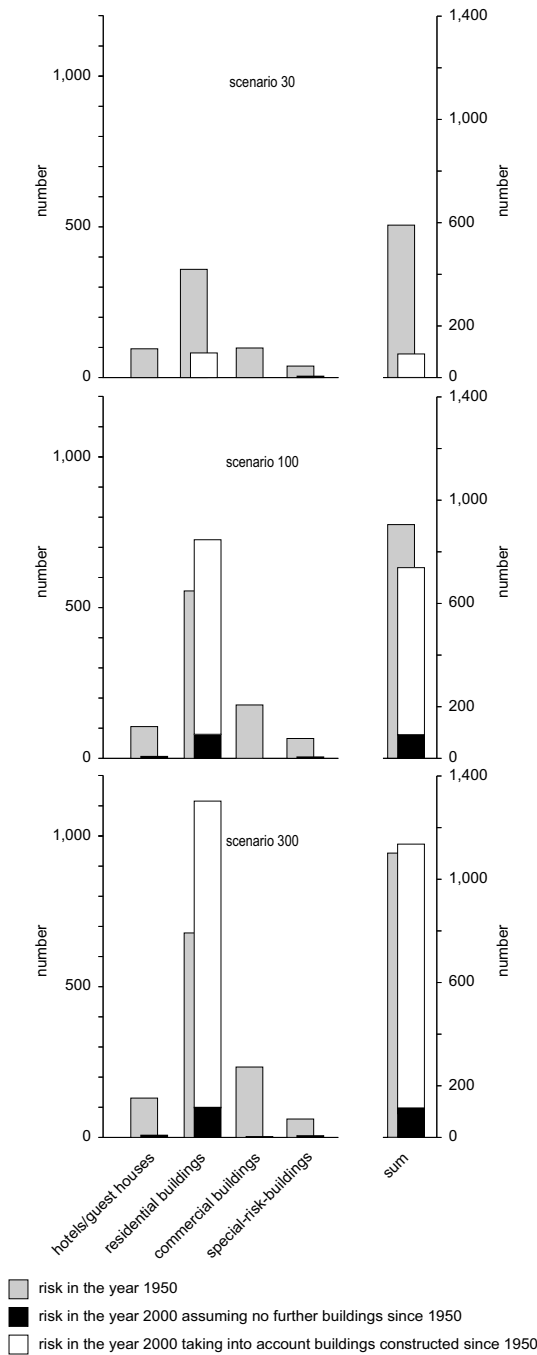 1,400
1,000
scenario 30
1,000
number
number
500
600
200
0
0
1,400
1,000
scenario 100
1,000
number
number
500
600
200
0
0
1,400
1,000
scenario 300
1,000
number
number
500
600
200
0
0
hotels/guest houses
residential buildings
commercial buildings
special-risk-buildings
sum
risk in the year 1950
risk in the year 2000 assuming no further buildings since 1950
risk in the year 2000 taking into account buildings constructed since 1950